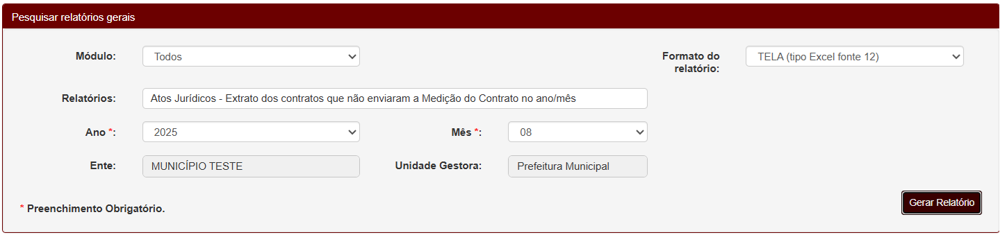 Pesquisar relatórios gerais
Módulo: Todos Formato do relatório: TELA (tipo Excel fonte 12)
Relatórios: Atos Jurídicos - Extrato dos contratos que não enviaram a Medição do Contrato no ano/mês
Ano *: 2025 Mês *: 08
Ente: MUNICÍPIO TESTE Unidade Gestora: Prefeitura Municipal
* Preenchimento Obrigatório. Gerar Relatório